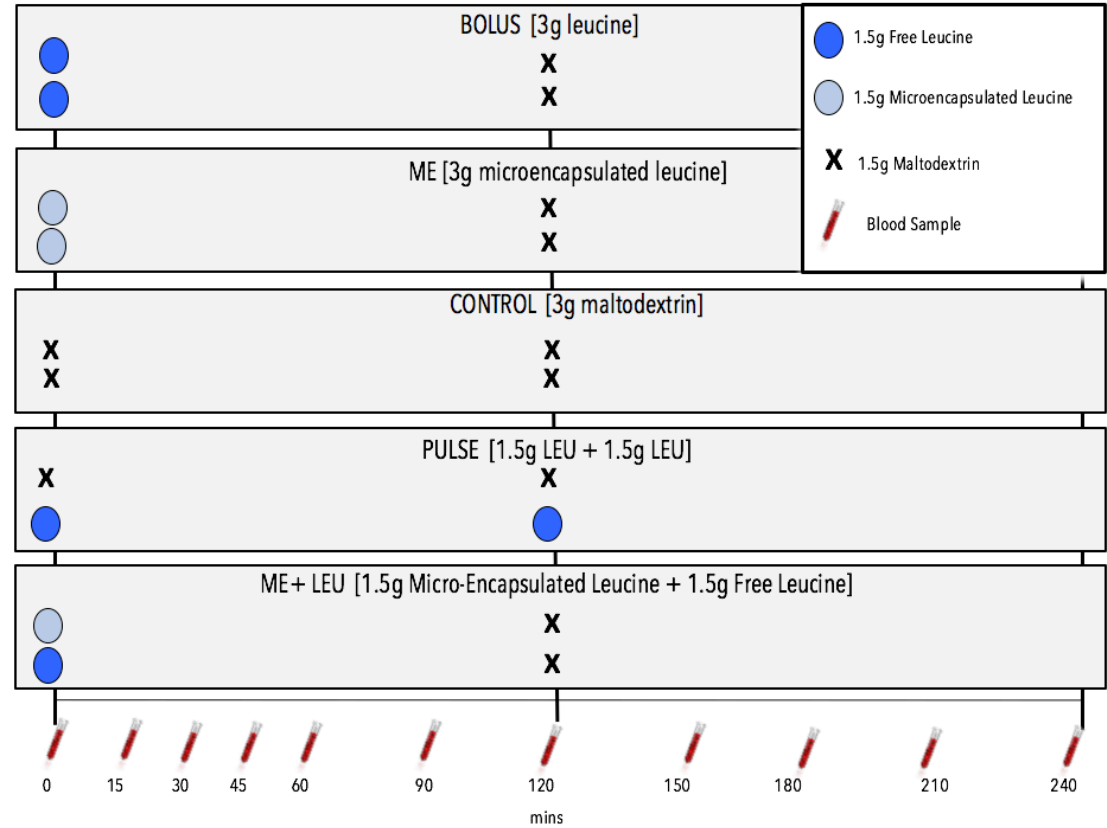 BOLUS [3g leucine]
X
X
1.5g Free Leucine
1.5g Microencapsulated Leucine
X 1.5g Maltodextrin
Blood Sample
ME [3g microencapsulated leucine]
X
X
CONTROL [3g maltodextrin]
X X
X X
PULSE [1.5g LEU + 1.5g LEU]
X X
ME+ LEU [1.5g Micro-Encapsulated Leucine + 1.5g Free Leucine]
X
X
0 15 30 45 60 90 120 150 180 210 240
mins